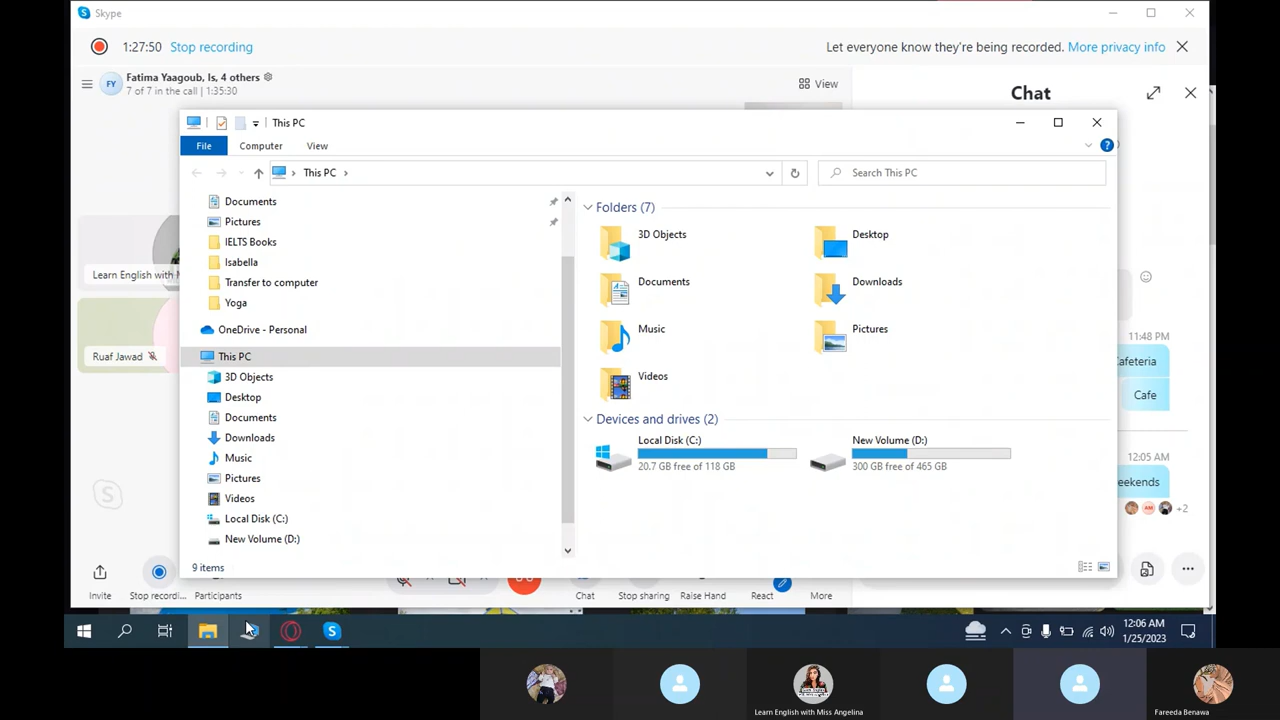 Skype
1:27:50 Stop recording
Let everyone know they're being recorded. More privacy info
FY
Fatima Yaagoub, Is, 4 others
7 of 7 in the call | 1:35:30
View
Chat
This PC
File Computer View
This PC
Search This PC
Documents
Pictures
IELTS Books
Isabella
Transfer to computer
Yoga
OneDrive - Personal
This PC
3D Objects
Desktop
Documents
Downloads
Music
Pictures
Videos
Local Disk (C:)
New Volume (D:)
Folders (7)
3D Objects
Desktop
Documents
Downloads
Music
Pictures
Videos
Devices and drives (2)
Local Disk (C:)
20.7 GB free of 118 GB
New Volume (D:)
300 GB free of 465 GB
9 items
Learn English with
Ruaf Jawad
11:48 PM
afeteria
Cafe
12:05 AM
eekends
AM
+2
Invite
Stop recordi...
Participants
Chat
Stop sharing
Raise Hand
React
More
12:06 AM
1/25/2023
Learn English with Miss Angelina
Fareeda Benawa